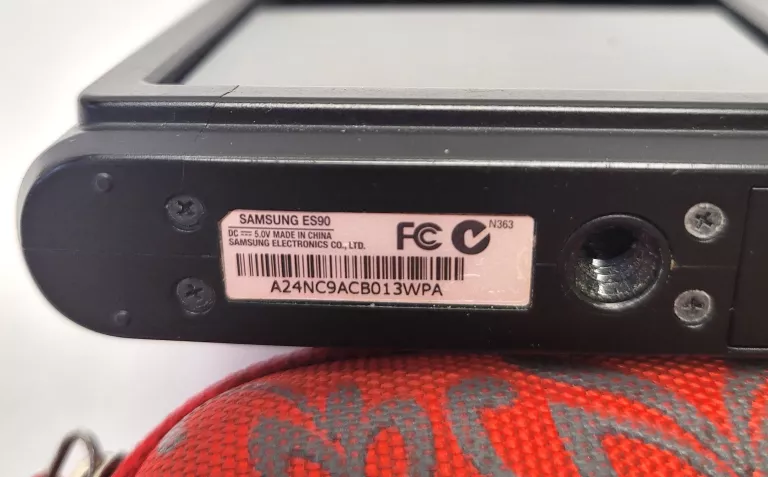 SAMSUNG ES90
DC ⎓ 5.0V MADE IN CHINA
SAMSUNG ELECTRONICS CO., LTD.
FC
N363
A24NC9ACB013WPA